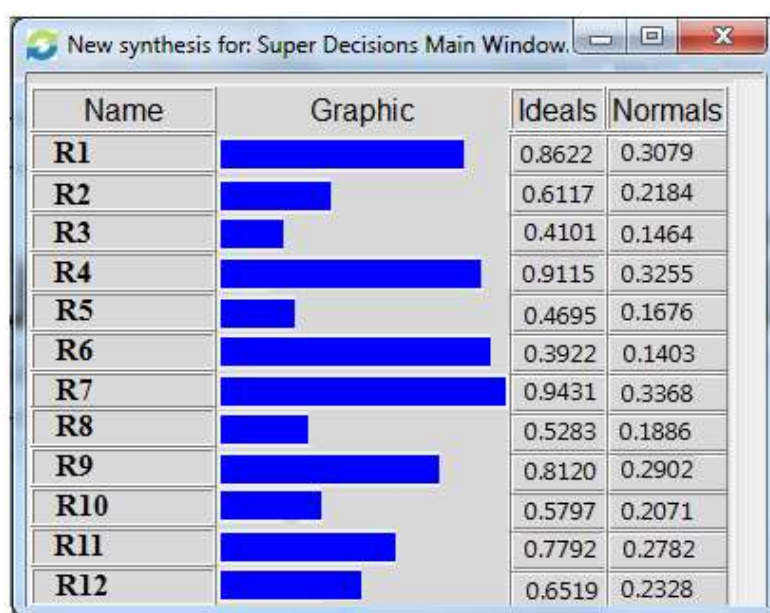 New synthesis for: Super Decisions Main Window.
Name Graphic Ideals Normals
R1 0.8622 0.3079
R2 0.6117 0.2184
R3 0.4101 0.1464
R4 0.9115 0.3255
R5 0.4695 0.1676
R6 0.3922 0.1403
R7 0.9431 0.3368
R8 0.5283 0.1886
R9 0.8120 0.2902
R10 0.5797 0.2071
R11 0.7792 0.2782
R12 0.6519 0.2328